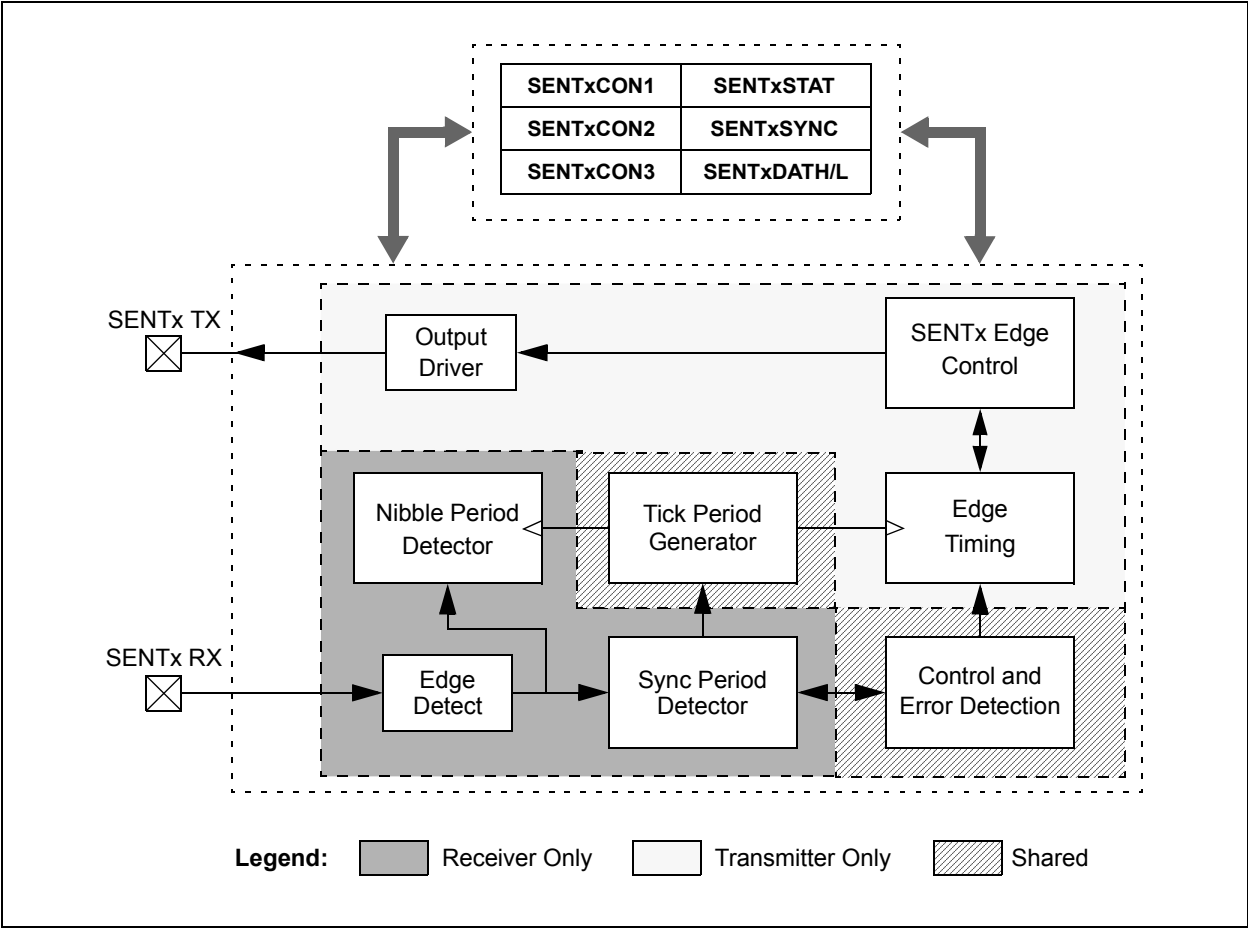 SENTxCON1 SENTxSTAT
SENTxCON2 SENTxSYNC
SENTxCON3 SENTxDATH/L
SENTx TX
Output
Driver
SENTx Edge
Control
Nibble Period
Detector
Tick Period
Generator
Edge
Timing
SENTx RX
Edge
Detect
Sync Period
Detector
Control and
Error Detection
Legend: Receiver Only Transmitter Only Shared